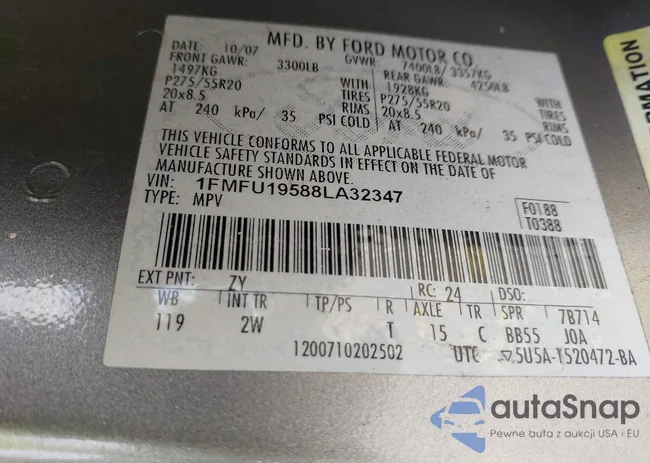 MFD. BY FORD MOTOR CO.
DATE: 10/07 GVWR: 7400LB/ 3357KG
FRONT GAWR: 3300LB REAR GAWR: 4250LB
1497KG WITH 1928KG WITH
P275/55R20 TIRES P275/55R20 TIRES
20x8.5 RIMS 20x8.5 RIMS
AT 240 kPa/ 35 PSI COLD AT 240 kPa/ 35 PSI COLD
THIS VEHICLE CONFORMS TO ALL APPLICABLE FEDERAL MOTOR
VEHICLE SAFETY STANDARDS IN EFFECT ON THE DATE OF
MANUFACTURE SHOWN ABOVE.
VIN: 1FMFU19588LA32347
TYPE: MPV
F0188
T0388
EXT PNT: ZY RC: 24 DSO:
WB INT TR TP/PS R AXLE TR SPR 7B714
119 2W T 15 C BB55 J0A
1200710202502 UTC 5U5A-1520472-BA
RMATION
autaSnap
Pewne auta z aukcji USA i EU